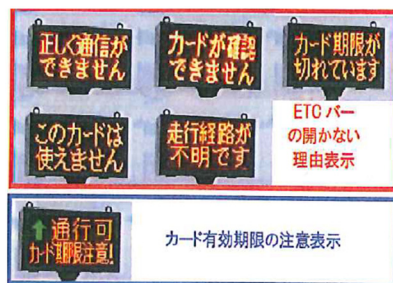 正しく通信が
できません
カードが確認
できません
カード期限が
切れています
このカードは
使えません
走行経路が
不明です
ETC バー
の開かない
理由表示
↑通行可
カード期限注意!
カード有効期限の注意表示